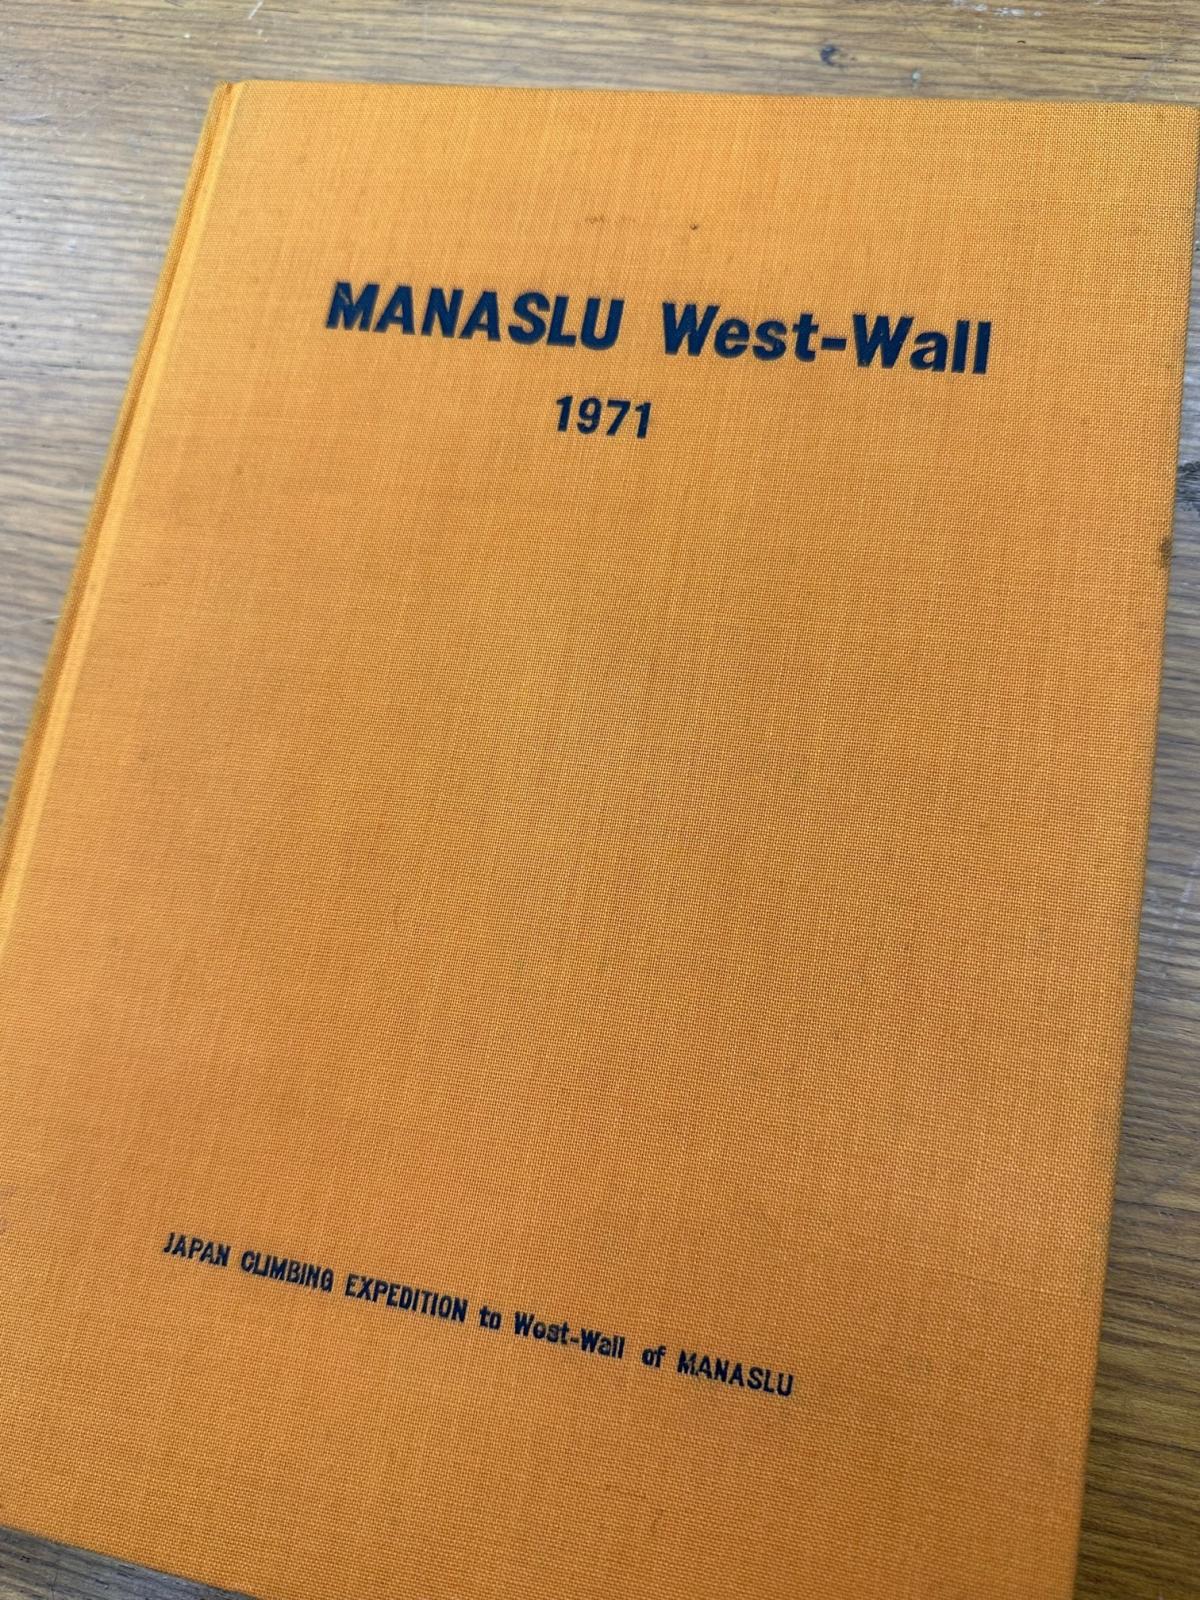 MANASLU West-Wall
1971
JAPAN CLIMBING EXPEDITION to West-Wall of MANASLU